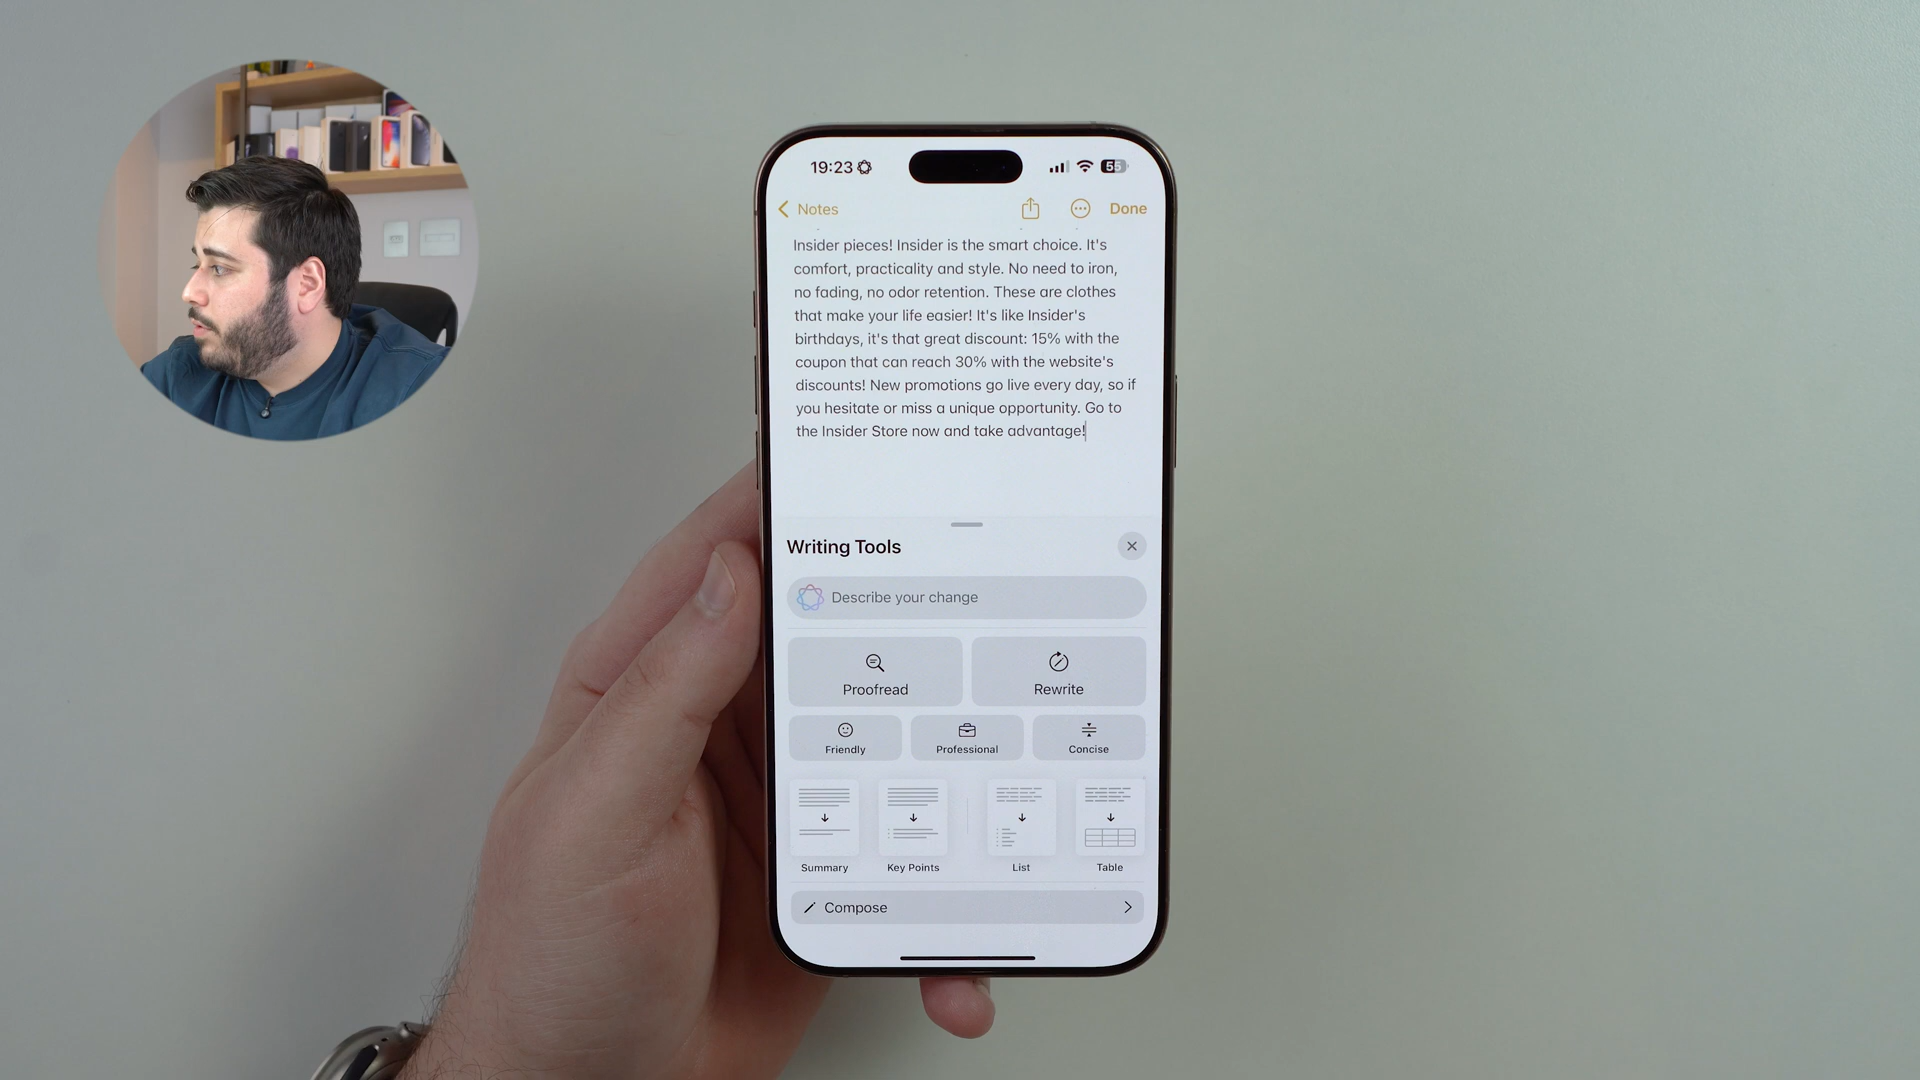 19:23
55
Notes
Done
Insider pieces! Insider is the smart choice. It's
comfort, practicality and style. No need to iron,
no fading, no odor retention. These are clothes
that make your life easier! It's like Insider's
birthdays, it's that great discount: 15% with the
coupon that can reach 30% with the website's
discounts! New promotions go live every day, so if
you hesitate or miss a unique opportunity. Go to
the Insider Store now and take advantage!
Writing Tools
Describe your change
Proofread
Rewrite
Friendly
Professional
Concise
Summary
Key Points
List
Table
Compose